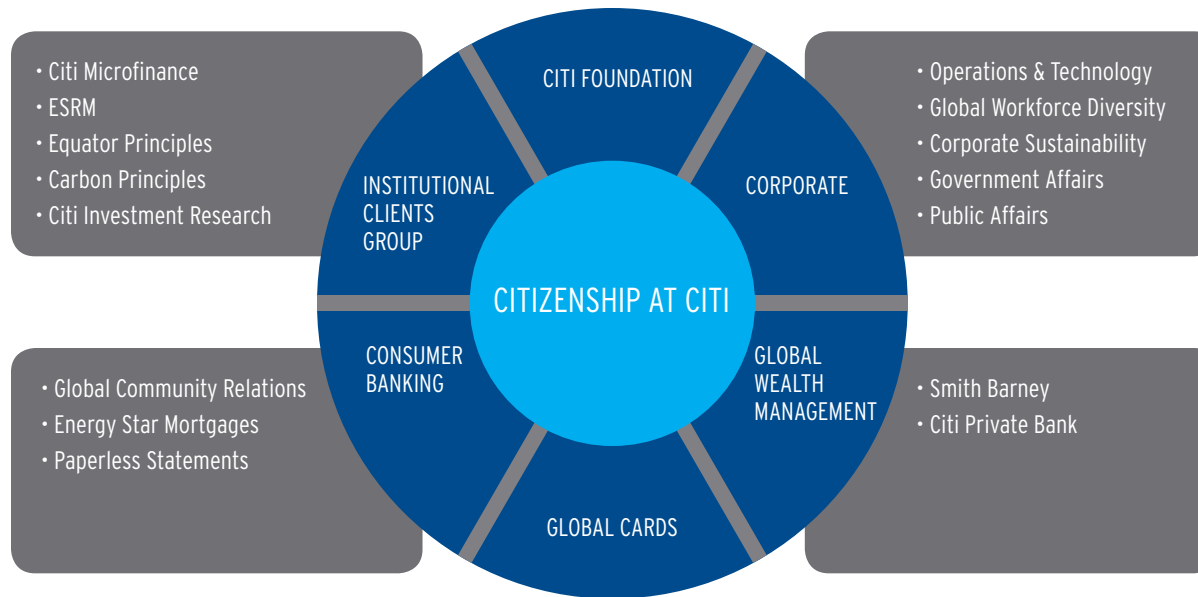 • Citi Microfinance
• ESRM
• Equator Principles
• Carbon Principles
• Citi Investment Research
CITI FOUNDATION
INSTITUTIONAL
CLIENTS
GROUP
CORPORATE
• Operations & Technology
• Global Workforce Diversity
• Corporate Sustainability
• Government Affairs
• Public Affairs
CITIZENSHIP AT CITI
• Global Community Relations
• Energy Star Mortgages
• Paperless Statements
CONSUMER
BANKING
GLOBAL
WEALTH
MANAGEMENT
• Smith Barney
• Citi Private Bank
GLOBAL CARDS